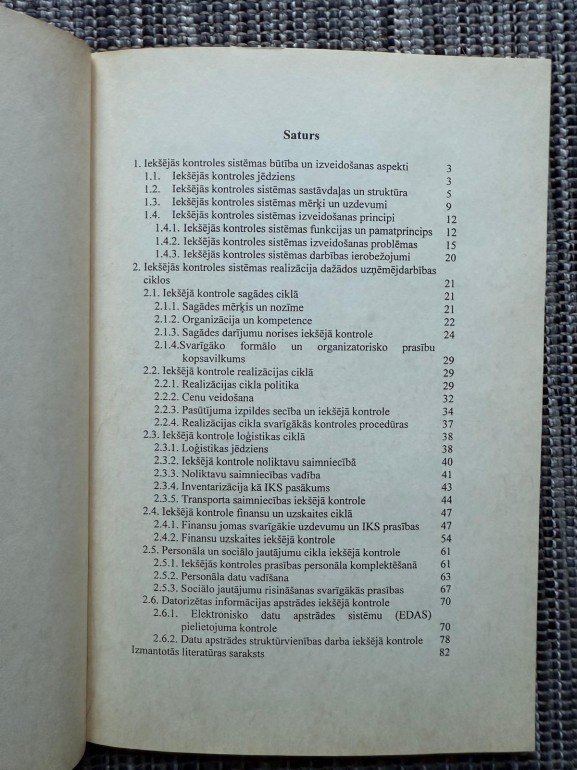 Saturs
1. Iekšējās kontroles sistēmas būtība un izveidošanas aspekti 3
1.1. Iekšējās kontroles jēdziens 3
1.2. Iekšējās kontroles sistēmas sastāvdaļas un struktūra 5
1.3. Iekšējās kontroles sistēmas mērķi un uzdevumi 9
1.4. Iekšējās kontroles sistēmas izveidošanas principi 12
1.4.1. Iekšējās kontroles sistēmas funkcijas un pamatprincips 12
1.4.2. Iekšējās kontroles sistēmas izveidošanas problēmas 15
1.4.3. Iekšējās kontroles sistēmas darbības ierobežojumi 20
2. Iekšējās kontroles sistēmas realizācija dažādos uzņēmējdarbības
ciklos 21
2.1. Iekšējā kontrole sagādes ciklā 21
2.1.1. Sagādes mērķis un nozīme 21
2.1.2. Organizācija un kompetence 22
2.1.3. Sagādes darījumu norises iekšējā kontrole 24
2.1.4.Svarīgāko formālo un organizatorisko prasību
kopsavilkums 29
2.2. Iekšējā kontrole realizācijas ciklā 29
2.2.1. Realizācijas cikla politika 29
2.2.2. Cenu veidošana 32
2.2.3. Pasūtījuma izpildes secība un iekšējā kontrole 34
2.2.4. Realizācijas cikla svarīgākās kontroles procedūras 37
2.3. Iekšējā kontrole loģistikas ciklā 38
2.3.1. Loģistikas jēdziens 38
2.3.2. Iekšējā kontrole noliktavu saimniecībā 40
2.3.3. Noliktavu saimniecības vadība 41
2.3.4. Inventarizācija kā IKS pasākums 43
2.3.5. Transporta saimniecības iekšējā kontrole 44
2.4. Iekšējā kontrole finansu un uzskaites ciklā 47
2.4.1. Finansu jomas svarīgākie uzdevumu un IKS prasības 47
2.4.2. Finansu uzskaites iekšējā kontrole 54
2.5. Personāla un sociālo jautājumu cikla iekšējā kontrole 61
2.5.1. Iekšējās kontroles prasības personāla komplektēšanā 61
2.5.2. Personāla datu vadīšana 63
2.5.3. Sociālo jautājumu risināšanas svarīgākās prasības 67
2.6. Datorizētas informācijas apstrādes iekšējā kontrole 70
2.6.1. Elektronisko datu apstrādes sistēmu (EDAS)
pielietojuma kontrole 70
2.6.2. Datu apstrādes struktūrvienības darba iekšējā kontrole 78
Izmantotās literatūras saraksts 82